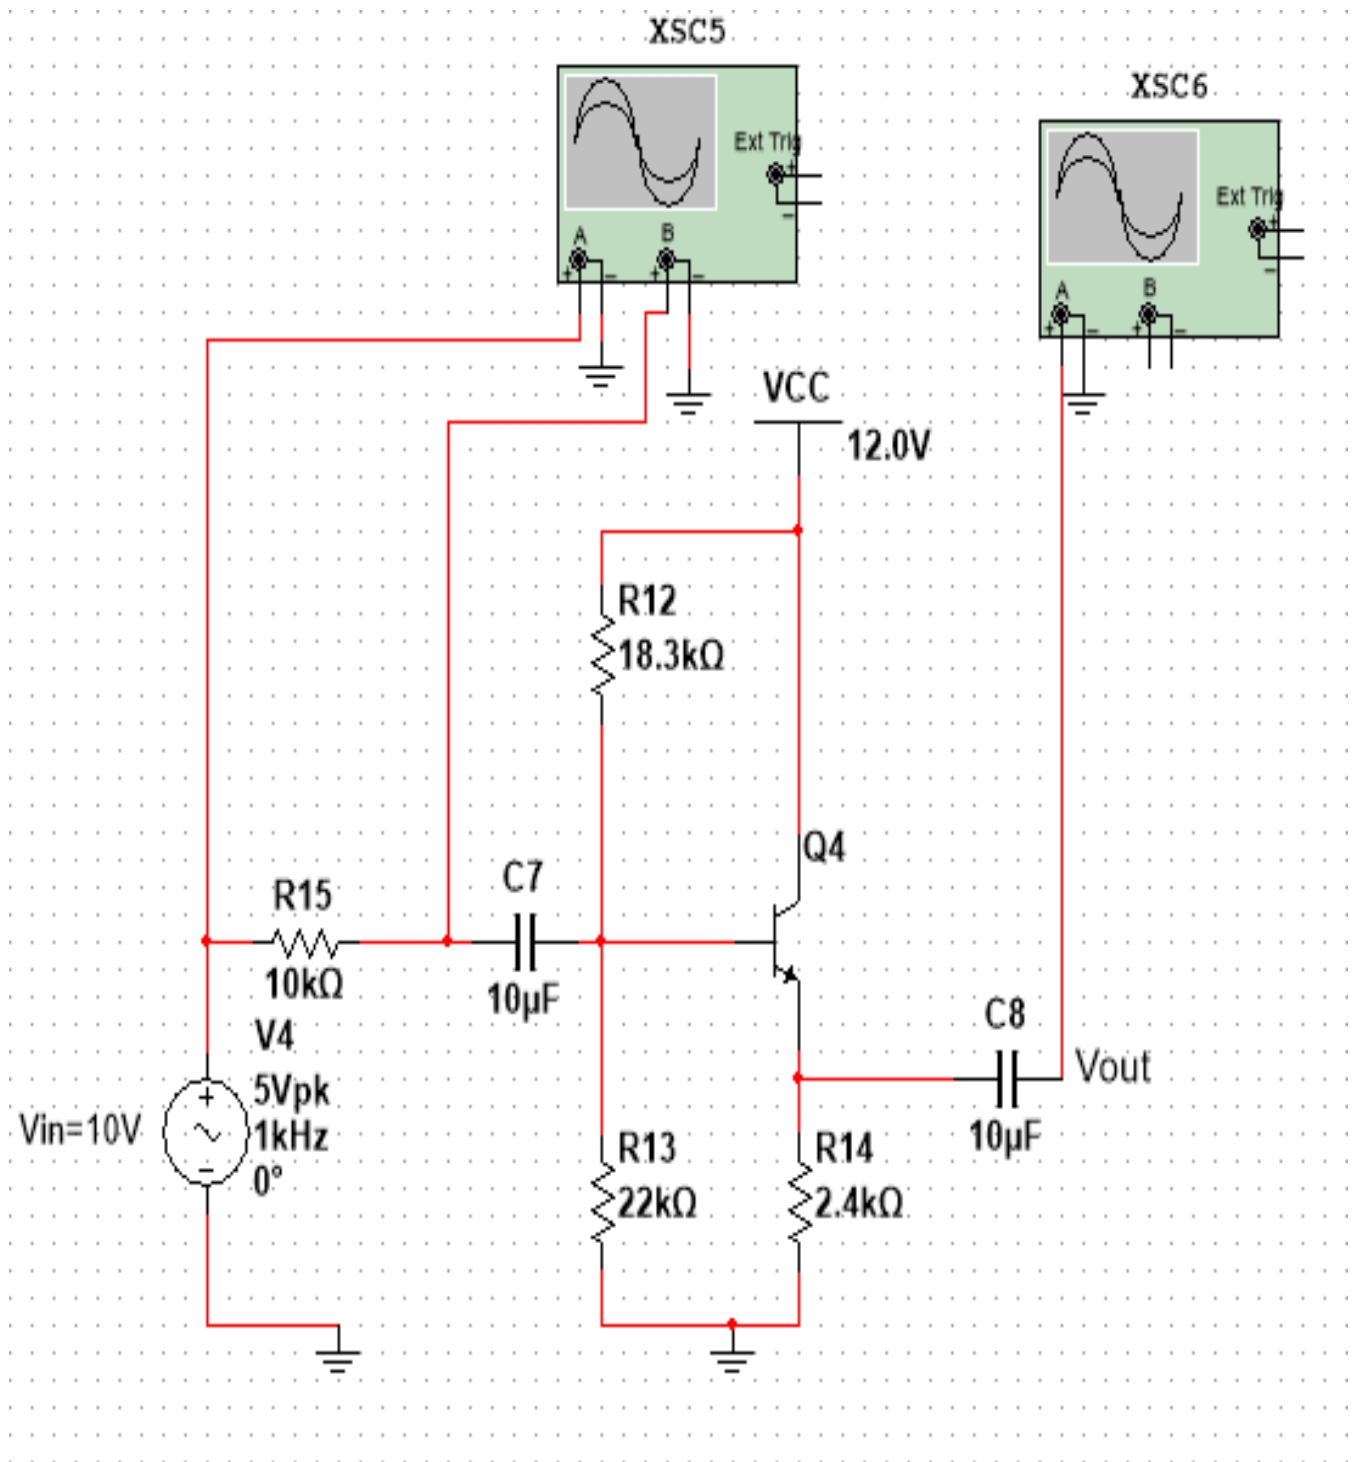 XSC5
XSC6
Ext Trig
+
−
A
B
+
−
+
−
Ext Trig
+
−
A
B
+
−
+
−
VCC
12.0V
R12
18.3kΩ
Q4
C7
10µF
R15
10kΩ
V4
5Vpk
1kHz
0°
Vin=10V
+
−
C8
10µF
Vout
R13
22kΩ
R14
2.4kΩ